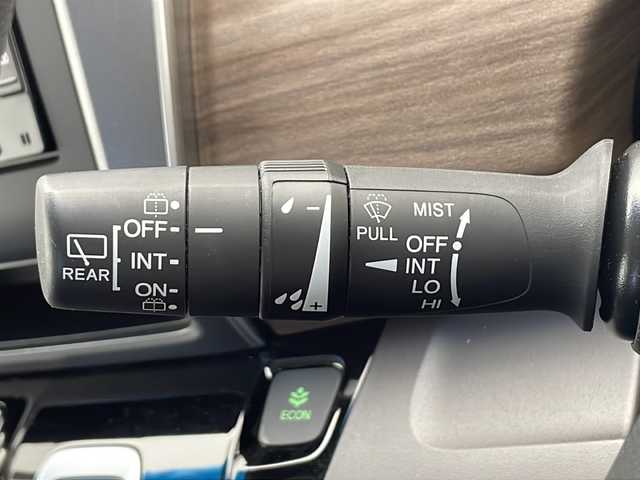 OFF
INT
ON
REAR
-
+
PULL
MIST
OFF
INT
LO
HI
ECON